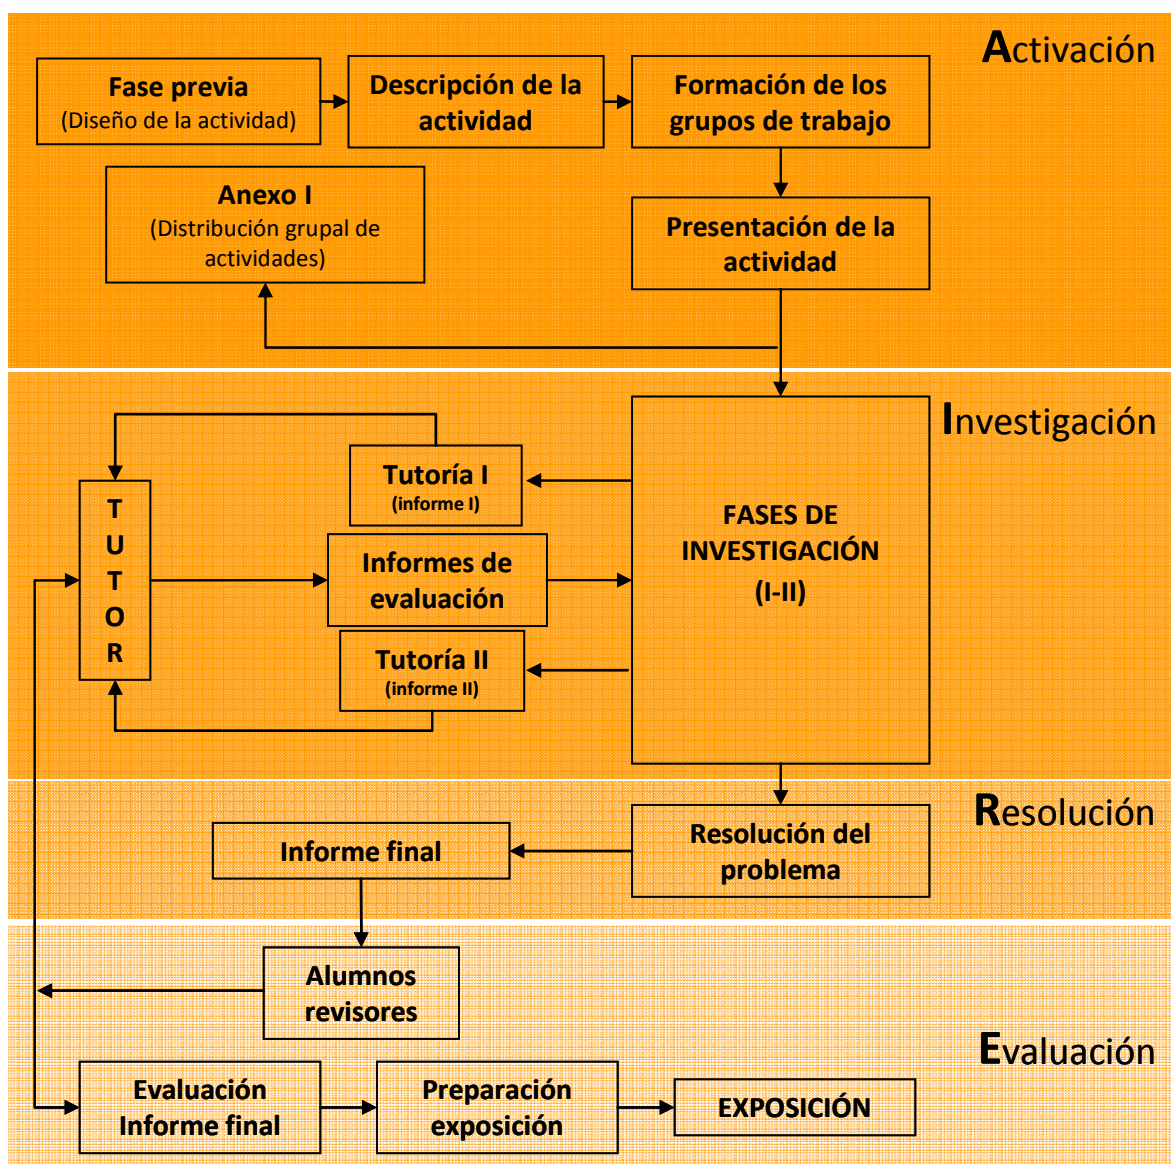 Activación
Fase previa
(Diseño de la actividad)
Descripción de la
actividad
Formación de los
grupos de trabajo
Anexo I
(Distribución grupal de
actividades)
Presentación de la
actividad
Investigación
T
U
T
O
R
Tutoría I
(informe I)
Informes de
evaluación
Tutoría II
(informe II)
FASES DE
INVESTIGACIÓN
(I-II)
Resolución
Informe final
Resolución del
problema
Alumnos
revisores
Evaluación
Evaluación
Informe final
Preparación
exposición
EXPOSICIÓN